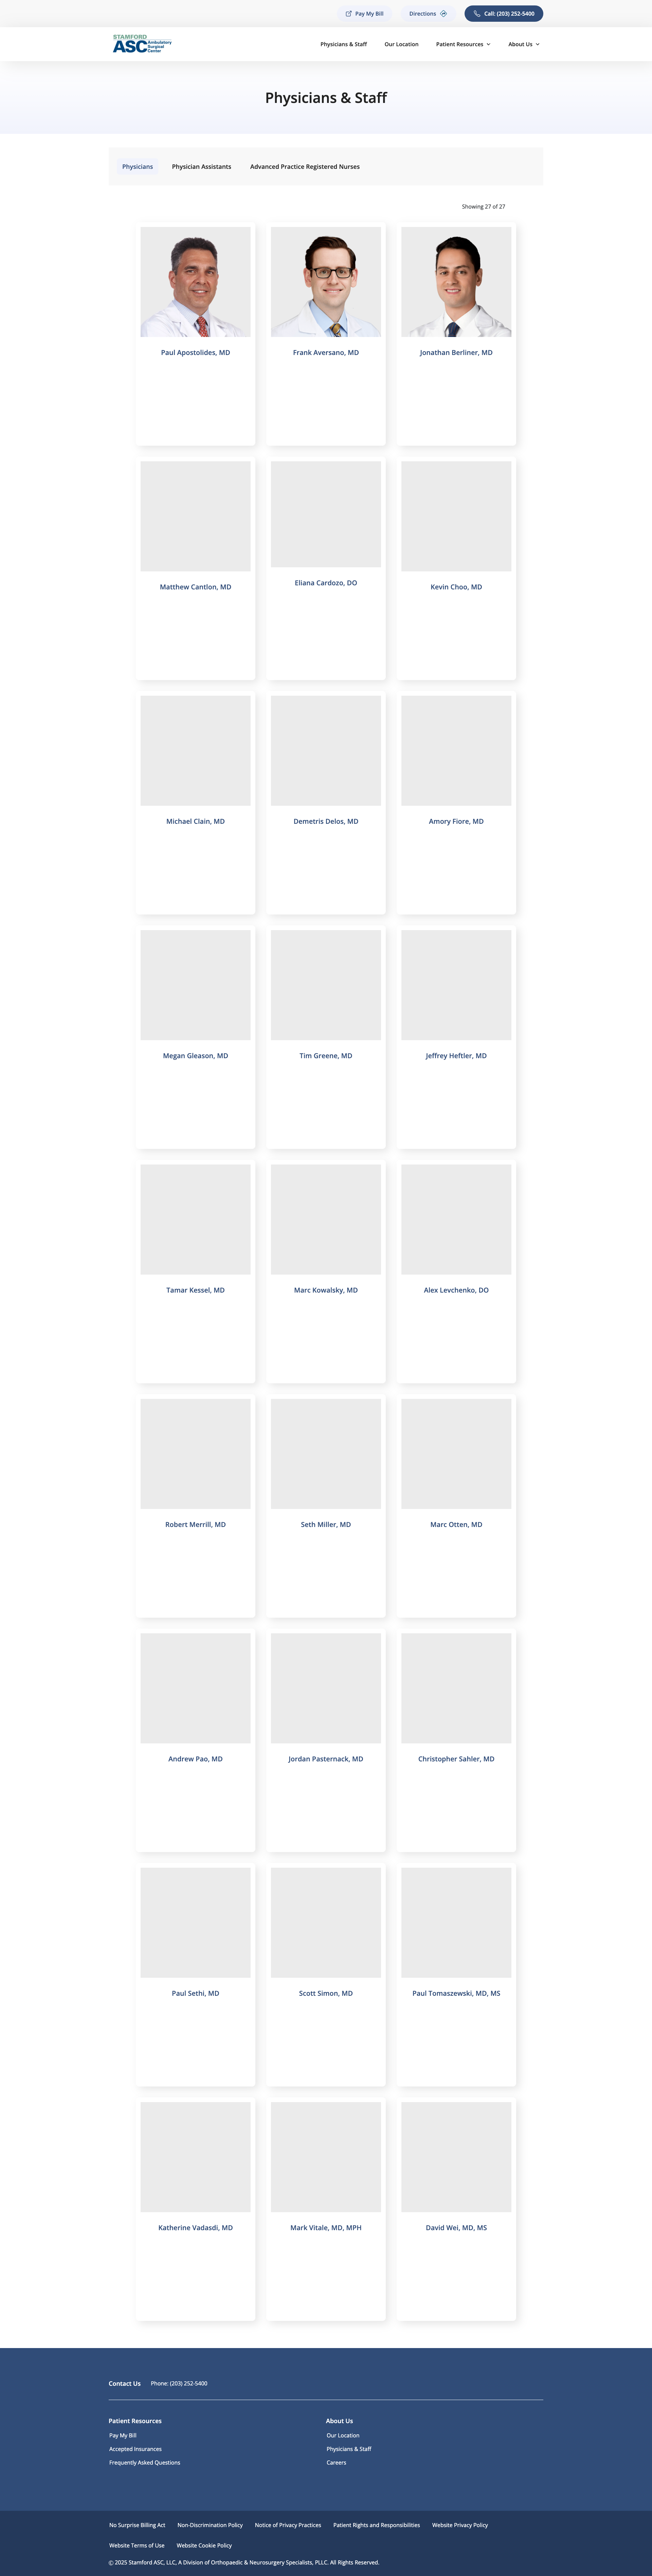 Pay My Bill
Directions
Call: (203) 252-5400
STAMFORD
ASC Ambulatory
Surgical
Center
Physicians & Staff
Our Location
Patient Resources
About Us
Physicians & Staff
Physicians
Physician Assistants
Advanced Practice Registered Nurses
Showing 27 of 27
Paul Apostolides, MD
Frank Aversano, MD
Jonathan Berliner, MD
Matthew Cantlon, MD
Eliana Cardozo, DO
Kevin Choo, MD
Michael Clain, MD
Demetris Delos, MD
Amory Fiore, MD
Megan Gleason, MD
Tim Greene, MD
Jeffrey Heftler, MD
Tamar Kessel, MD
Marc Kowalsky, MD
Alex Levchenko, DO
Robert Merrill, MD
Seth Miller, MD
Marc Otten, MD
Andrew Pao, MD
Jordan Pasternack, MD
Christopher Sahler, MD
Paul Sethi, MD
Scott Simon, MD
Paul Tomaszewski, MD, MS
Katherine Vadasdi, MD
Mark Vitale, MD, MPH
David Wei, MD, MS
Contact Us
Phone: (203) 252-5400
Patient Resources
Pay My Bill
Accepted Insurances
Frequently Asked Questions
About Us
Our Location
Physicians & Staff
Careers
No Surprise Billing Act
Non-Discrimination Policy
Notice of Privacy Practices
Patient Rights and Responsibilities
Website Privacy Policy
Website Terms of Use
Website Cookie Policy
© 2025 Stamford ASC, LLC, A Division of Orthopaedic & Neurosurgery Specialists, PLLC. All Rights Reserved.